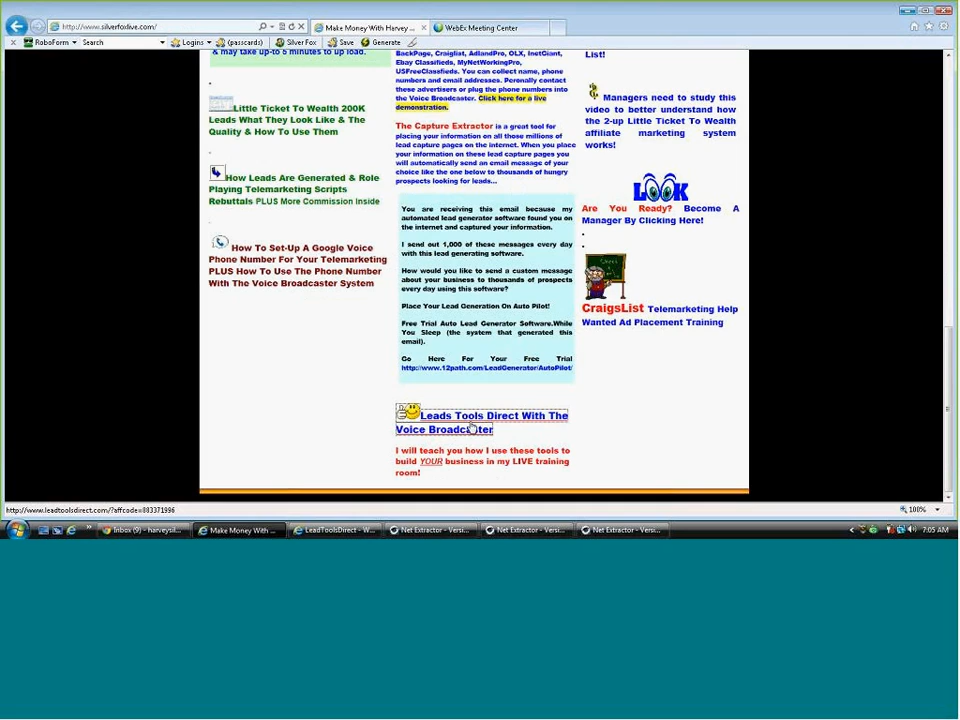 http://www.silverfoxlive.com/
Make Money With Harvey ...
WebEx Meeting Center
RoboForm
Search
Logins
(passcards)
Silver Fox
Save
Generate
& may take up-to 5 minutes to up load.
Little Ticket To Wealth 200K
Leads What They Look Like & The
Quality & How To Use Them
How Leads Are Generated & Role
Playing Telemarketing Scripts
Rebuttals PLUS More Commission Inside
How To Set-Up A Google Voice
Phone Number For Your Telemarketing
PLUS How To Use The Phone Number
With The Voice Broadcaster System
BackPage, Craiglist, AdlandPro, OLX, InetGiant,
Ebay Classifieds, MyNetWorkingPro,
USFreeClassfieds. You can collect name, phone
numbers and email addresses. Peronally contact
these advertisers or plug the phone numbers into
the Voice Broadcaster. Click here for a live
demonstration.
The Capture Extractor is a great tool for
placing your information on all those millions of
lead capture pages on the internet. When you place
your information on these lead capture pages you
will automatically send an email message of your
choice like the one below to thousands of hungry
prospects looking for leads...
You are receiving this email because my
automated lead generator software found you on
the internet and captured your information.
I send out 1,000 of these messages every day
with this lead generating software.
How would you like to send a custom message
about your business to thousands of prospects
every day using this software?
Place Your Lead Generation On Auto Pilot!
Free Trial Auto Lead Generator Software.While
You Sleep (the system that generated this
email).
Go Here For Your Free Trial
http://www.12path.com/LeadGenerator/AutoPilot/
Leads Tools Direct With The
Voice Broadcaster
I will teach you how I use these tools to
build YOUR business in my LIVE training
room!
List!
Managers need to study this
video to better understand how
the 2-up Little Ticket To Wealth
affiliate marketing system
works!
LOOK
Are You Ready? Become A
Manager By Clicking Here!
CraigsList Telemarketing Help
Wanted Ad Placement Training
http://www.leadtoolsdirect.com/?affcode=883371996
100%
Inbox (9) - harveysil...
Make Money With ...
LeadToolsDirect - W...
Net Extractor - Versi...
Net Extractor - Versi...
Net Extractor - Versi...
7:05 AM